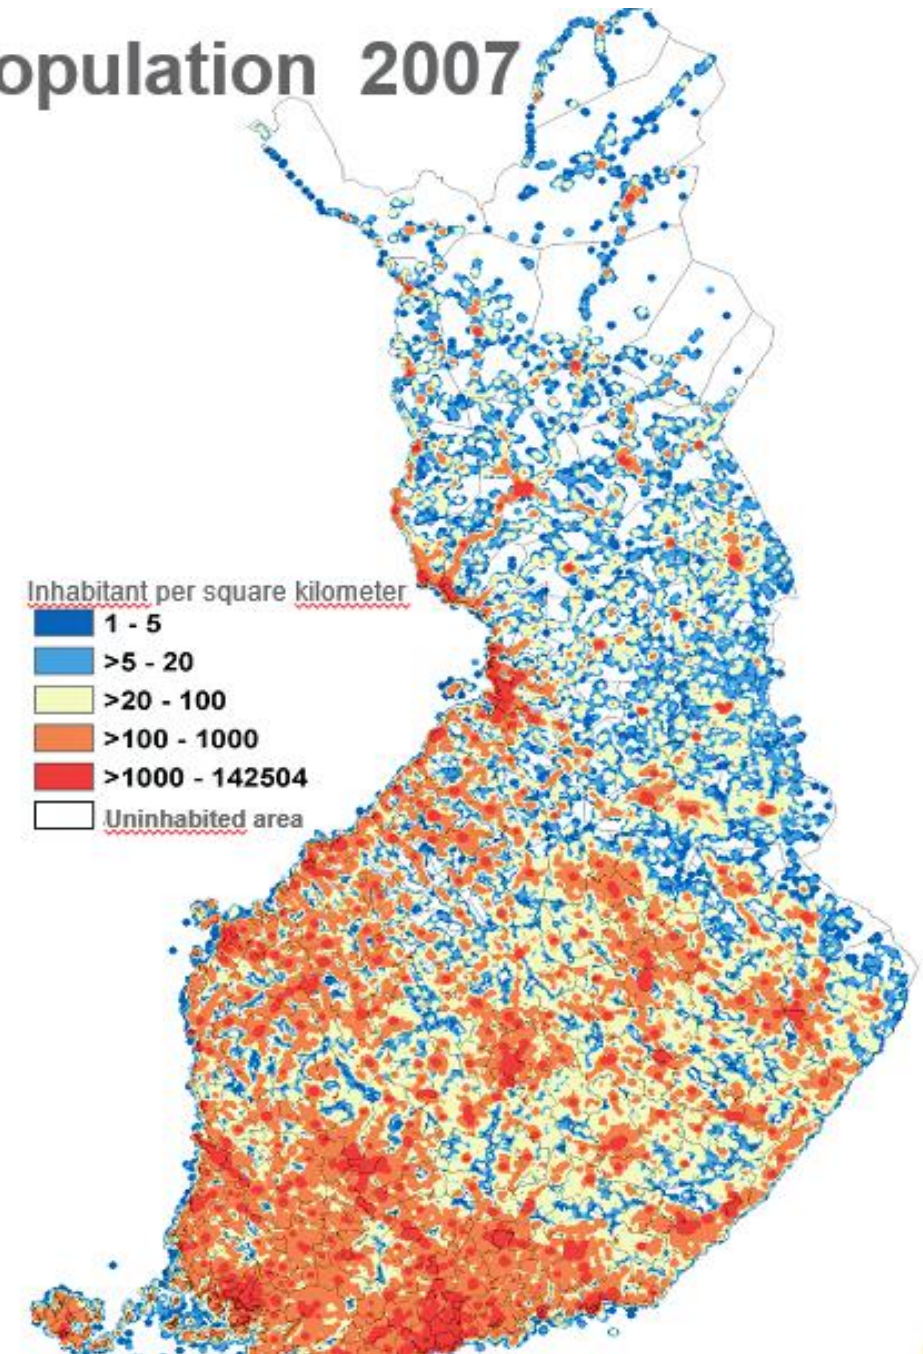 opulation 2007
Inhabitant per square kilometer
1 - 5
>5 - 20
>20 - 100
>100 - 1000
>1000 - 142504
Uninhabited area